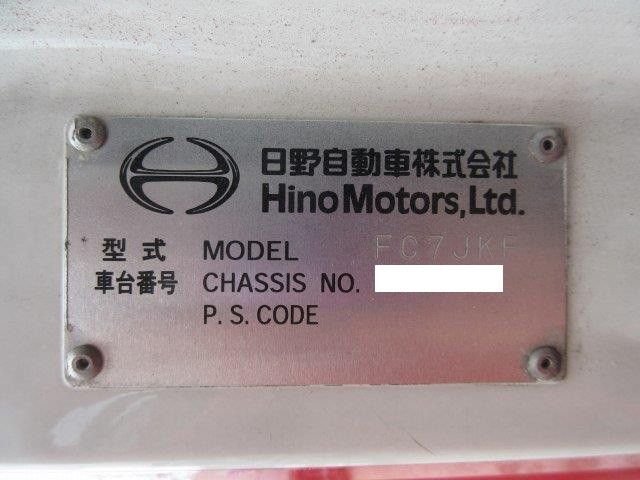 日野自動車株式会社
Hino Motors, Ltd.
型式 MODEL FC7JKF
車台番号 CHASSIS NO.
P. S. CODE